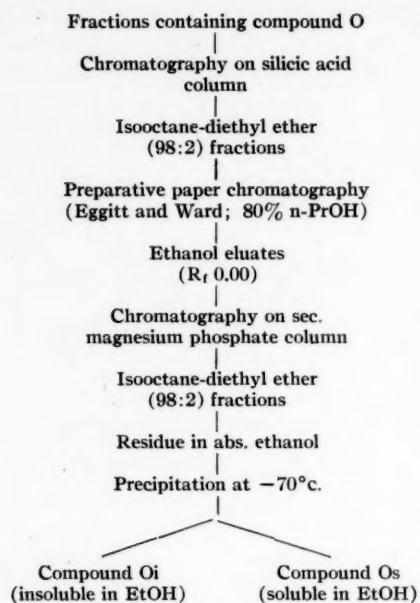 Fractions containing compound O
Chromatography on silicic acid
column
Isooctane-diethyl ether
(98:2) fractions
Preparative paper chromatography
(Eggitt and Ward; 80% n-PrOH)
Ethanol eluates
(Rf 0.00)
Chromatography on sec.
magnesium phosphate column
Isooctane-diethyl ether
(98:2) fractions
Residue in abs. ethanol
Precipitation at −70°c.
Compound Oi
(insoluble in EtOH)
Compound Os
(soluble in EtOH)